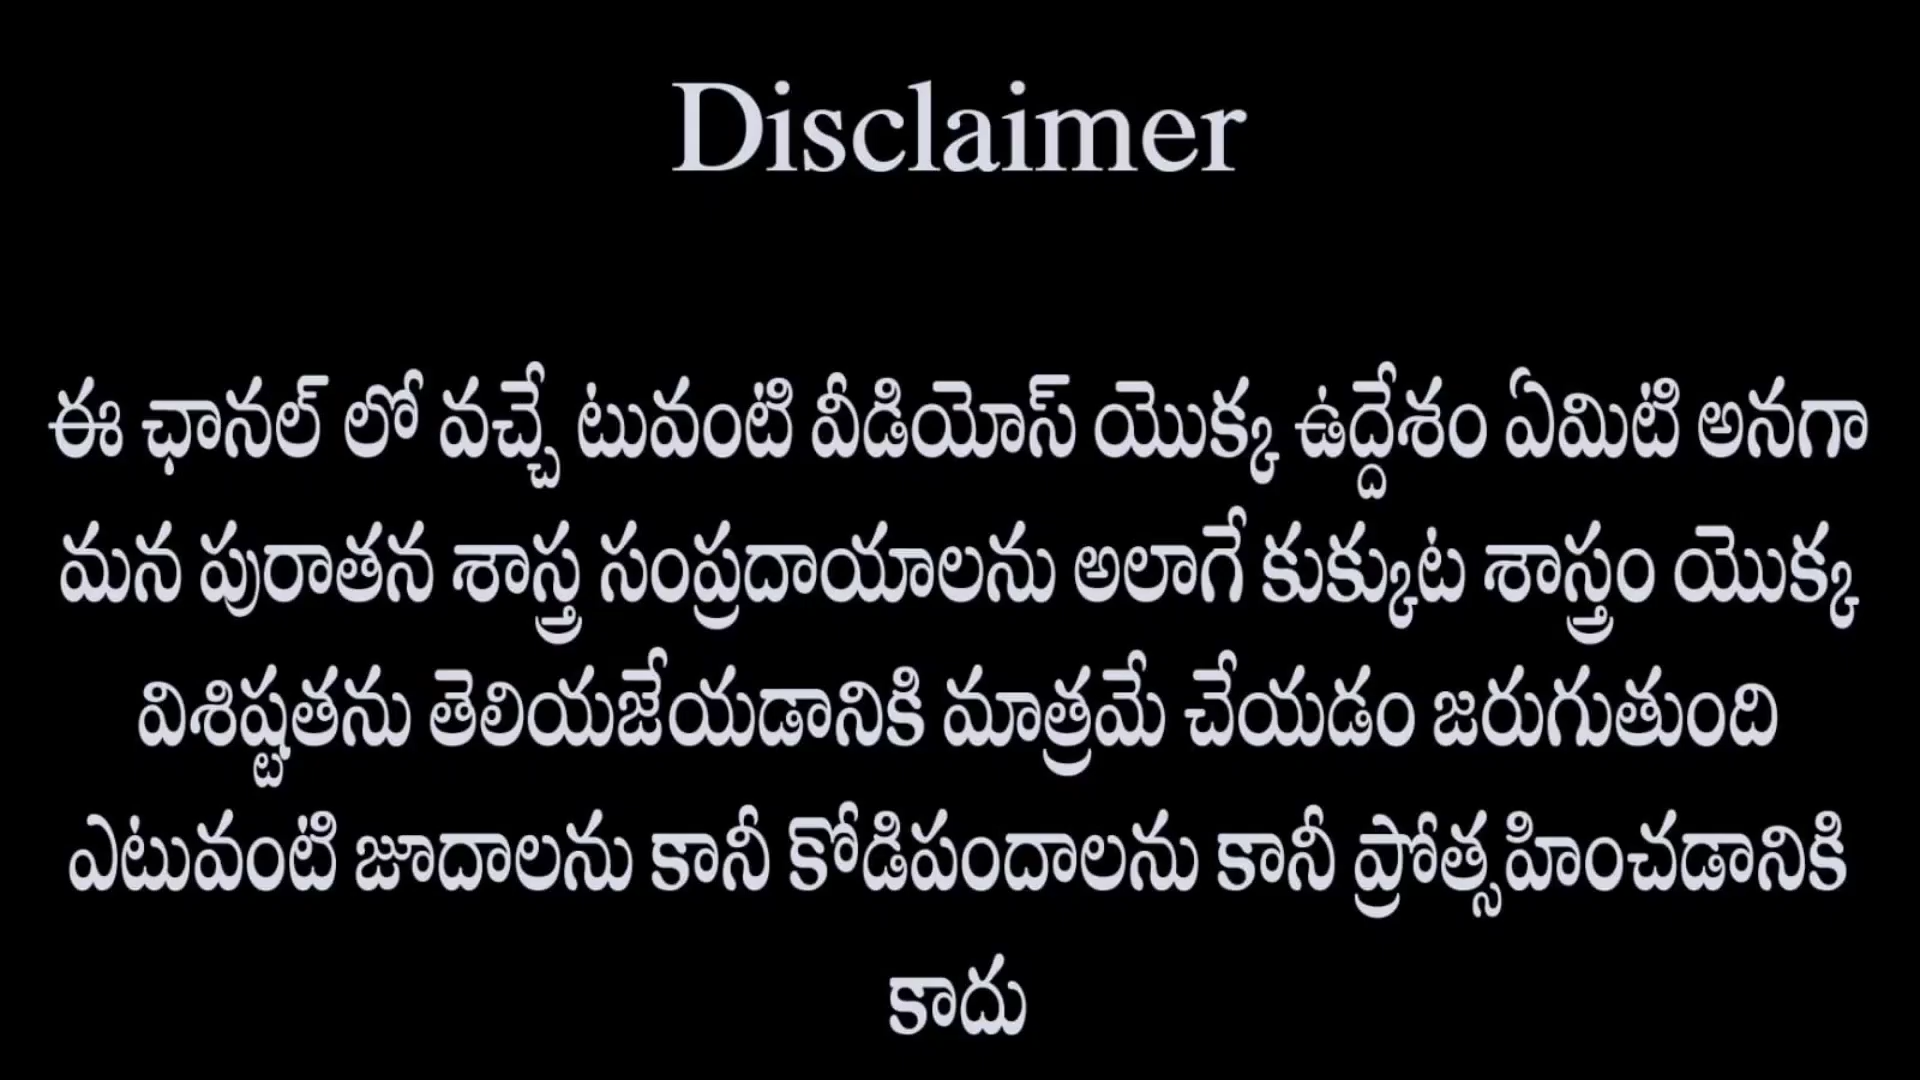 Disclaimer
ఈ ఛానల్ లో వచ్చే టువంటి వీడియోస్ యొక్క ఉద్దేశం ఏమిటి అనగా
మన పురాతన శాస్త్ర సంప్రదాయాలను అలాగే కుక్కుట శాస్త్రం యొక్క
విశిష్టతను తెలియజేయడానికి మాత్రమే చేయడం జరుగుతుంది
ఎటువంటి జూదాలను కానీ కోడిపందాలను కానీ ప్రోత్సహించడానికి
కాదు